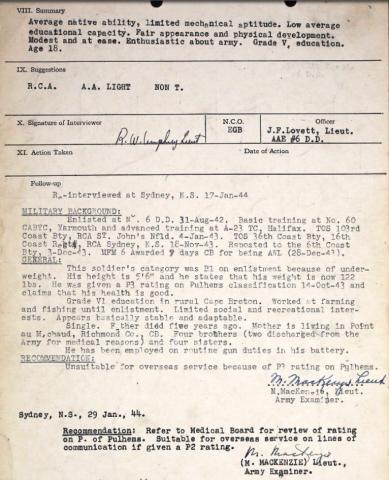 VIII. Summary
Average native ability, limited mechanical aptitude. Low average
educational capacity. Fair appearance and physical development.
Modest and at ease. Enthusiastic about army. Grade V, education.
Age 18.
IX. Suggestions
R.C.A. A.A. LIGHT NON T.
X. Signature of Interviewer
N.C.O.
EGB
Officer
J.F.Lovett, Lieut.
AAE #6 D.D.
XI. Action Taken
Date of Action
Follow-up
R.-interviewed at Sydney, N.S. 17-Jan-44
MILITARY BACKGROUND:
Enlisted at N. 6 D.D. 31-Aug-42. Basic training at No. 60
CABTC, Yarmouth and advanced training at A-23 TC, Halifax. TOS 103rd
Coast Bty, RCA ST. John's Nfld. 4-Jan-43. TOS 36th Coast Bty, 16th
Coast Regt, RCA Sydney, N.S. 18-Nov-43. Reposted to the 6th Coast
Bty, 3-Dec-43. MFM 6 Awarded 7 days CB for being AWL (28-Dec-43).
GENERAL:
This soldier's category was B1 on enlistment because of under-
weight. His height is 5'6" and he states that his weight is now 122
lbs. He was given a P3 rating on Pulhems classification 14-Oct-43 and
claims that his health is good.
Grade VI education in rural Cape Breton. Worked at farming
and fishing until enlistment. Limited social and recreational inter-
ests. Appears basically stable and adaptable.
Single. F ther died five years ago. Mother is living in Point
au M,chaud, Richmond Co., CB. Four brothers (two discharged from the
Army for medical reasons) and four sisters.
He has been employed on routine gun duties in his battery.
RECOMMENDATION:
Unsuitable for overseas service because of P3 rating on Pulhems.
M. MacKenzie Lieut
M.MacKenzie, Lieut.
Army Examiner.
Sydney, N.S., 29 Jan., 44.
Recommendation: Refer to Medical Board for review of rating
on P. of Pulhems. Suitable for overseas service on lines of
communication if given a P2 rating.
(M. MACKENZIE) Lieut.,
Army Examiner.